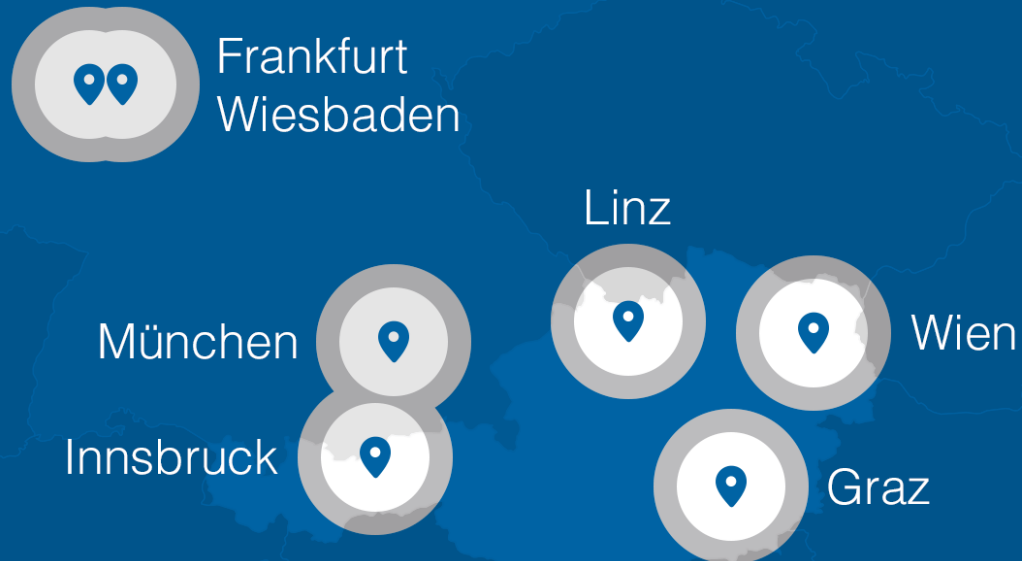 Frankfurt
Wiesbaden
Linz
München
Wien
Innsbruck
Graz